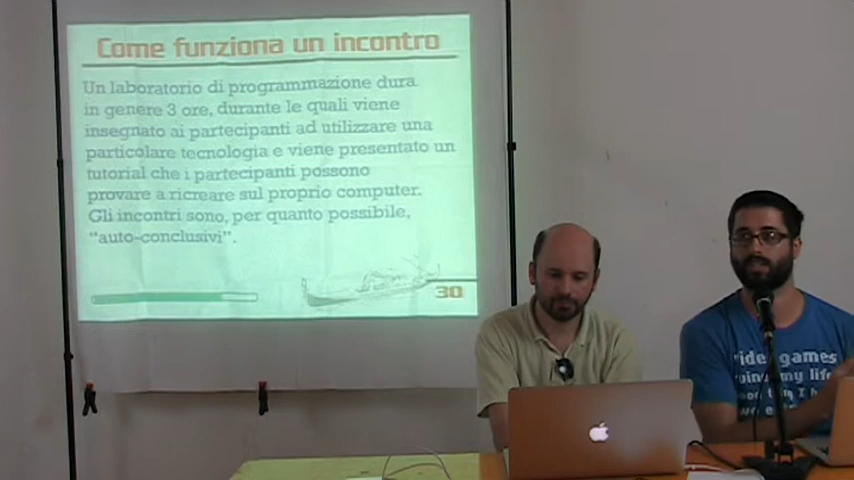 Come funziona un incontro
Un laboratorio di programmazione dura
in genere 3 ore, durante le quali viene
insegnato ai partecipanti ad utilizzare una
particolare tecnologia e viene presentato un
tutorial che i partecipanti possono
provare a ricreare sul proprio computer.
Gli incontri sono, per quanto possibile,
“auto-conclusivi”.
30
videogames
ruined my life